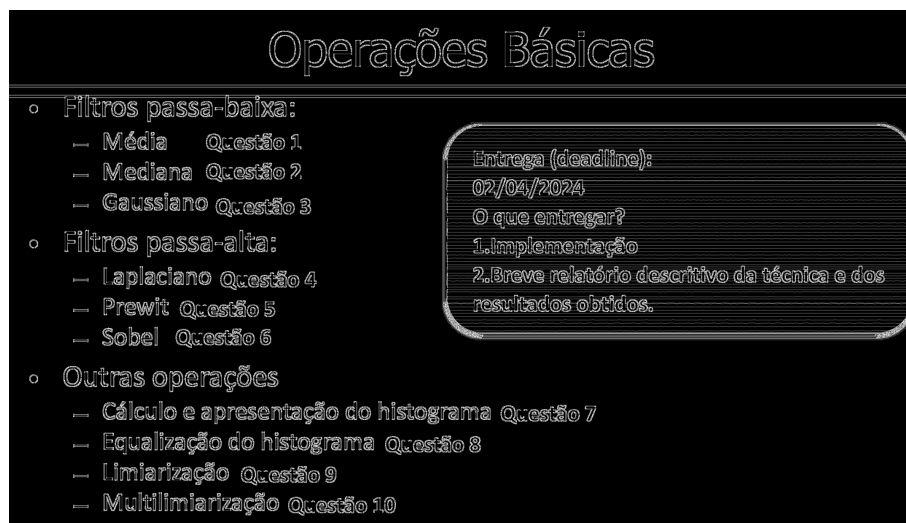 Operações Básicas
Filtros passa-baixa:
– Média Questão 1
– Mediana Questão 2
– Gaussiano Questão 3
Filtros passa-alta:
– Laplaciano Questão 4
– Prewit Questão 5
– Sobel Questão 6
Outras operações
– Cálculo e apresentação do histograma Questão 7
– Equalização do histograma Questão 8
– Limiarização Questão 9
– Multilimiarização Questão 10
Entrega (deadline):
02/04/2024
O que entregar?
1.Implementação
2.Breve relatório descritivo da técnica e dos
resultados obtidos.